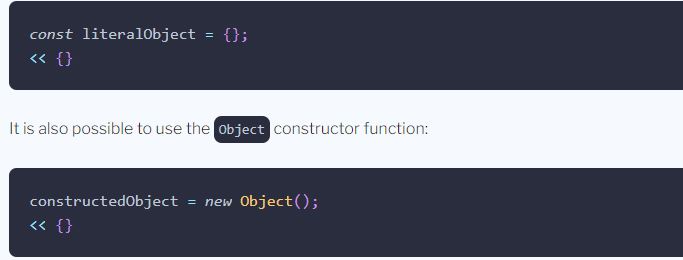 const literalObject = {};
<< {}
It is also possible to use the Object constructor function:
constructedObject = new Object();
<< {}